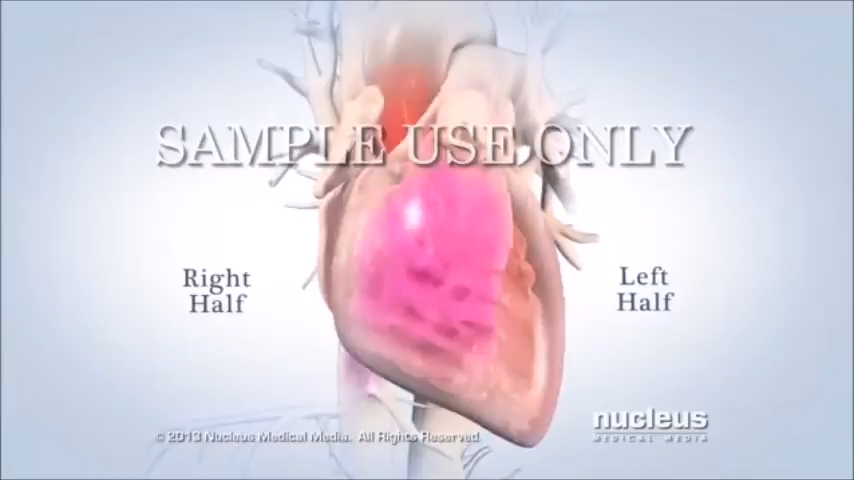 SAMPLE USE ONLY
Right
Half
Left
Half
nucleus
MEDICAL MEDIA
© 2013 Nucleus Medical Media. All Rights Reserved.